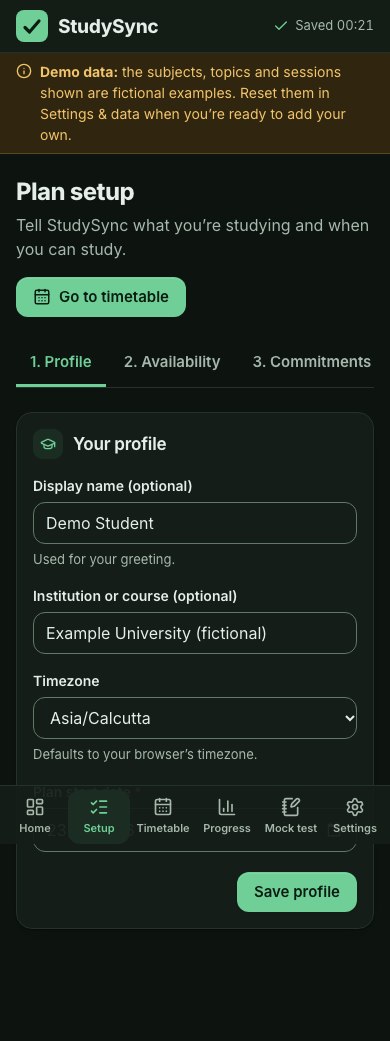 StudySync
Saved 00:21
Demo data: the subjects, topics and sessions
shown are fictional examples. Reset them in
Settings & data when you’re ready to add your
own.
Plan setup
Tell StudySync what you’re studying and when
you can study.
Go to timetable
1. Profile
2. Availability
3. Commitments
Your profile
Display name (optional)
Demo Student
Used for your greeting.
Institution or course (optional)
Example University (fictional)
Timezone
Asia/Calcutta
Defaults to your browser’s timezone.
Plan start date *
Home
Setup
Timetable
Progress
Mock test
Settings
Save profile